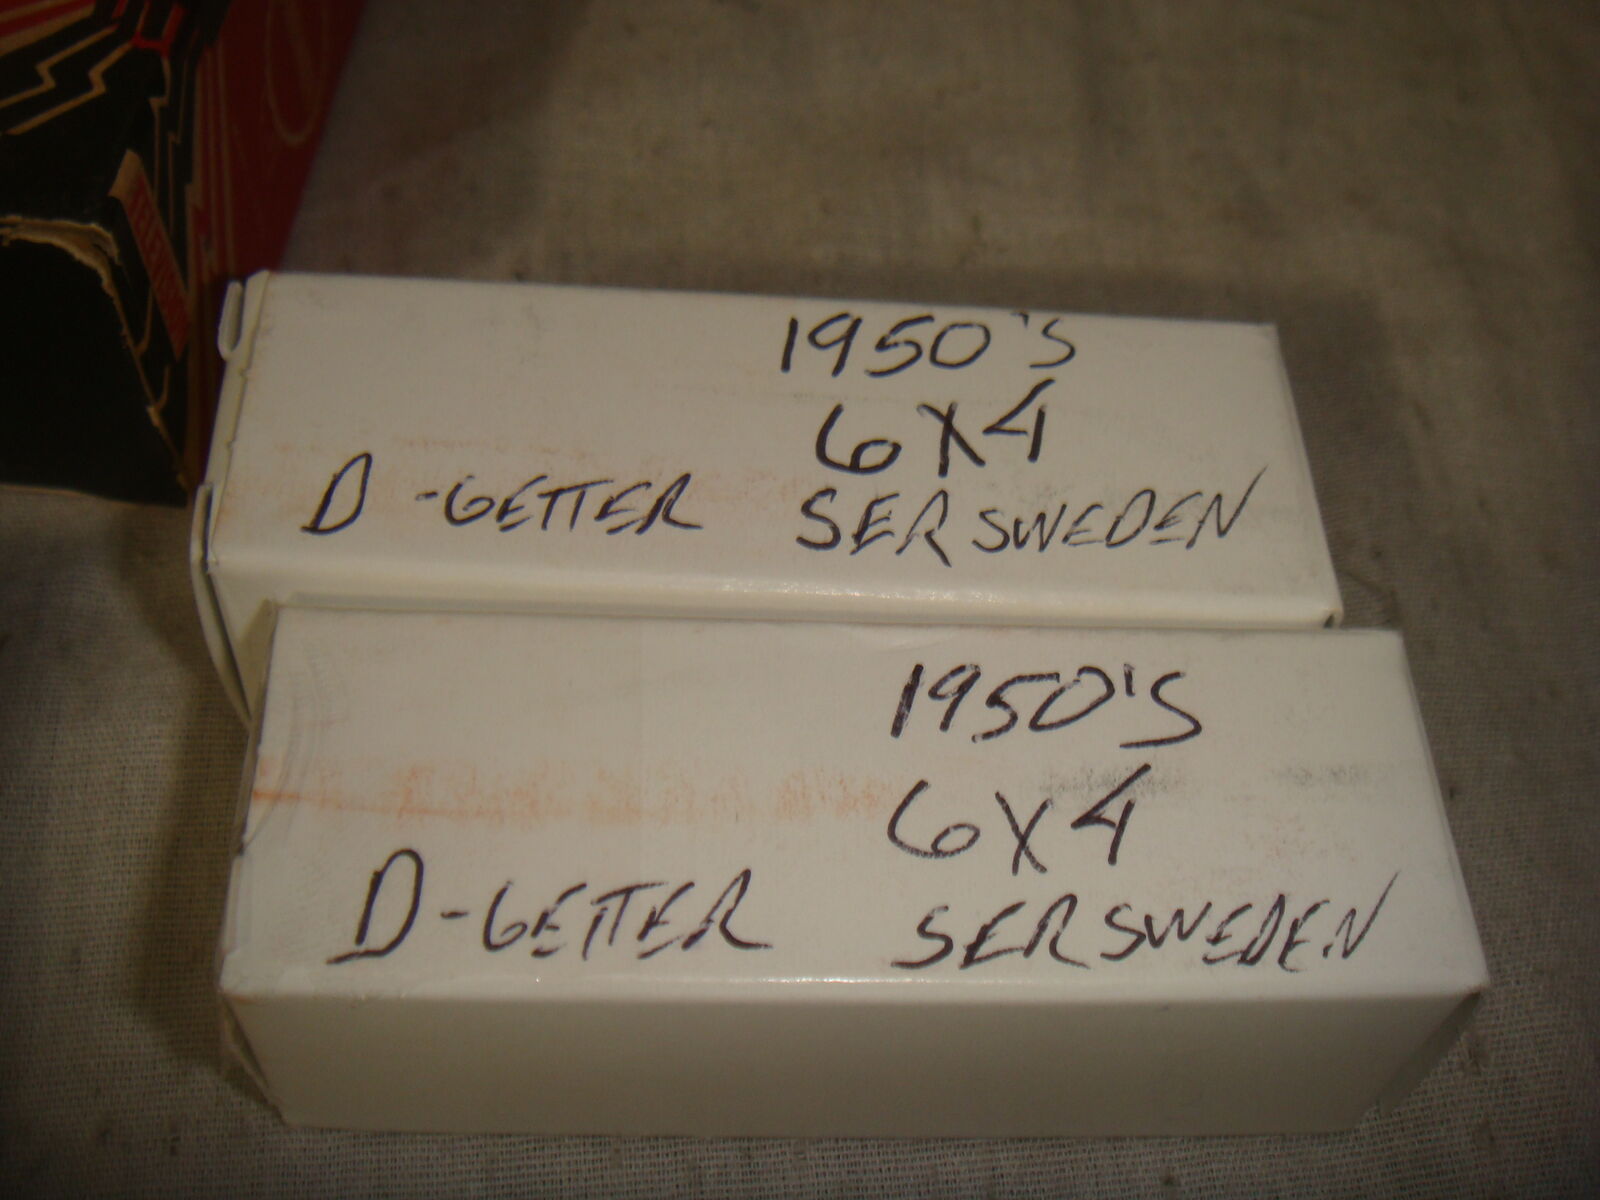 1950'S
6X4
D-GETTER SER SWEDEN
1950'S
6X4
D-GETTER SER SWEDEN